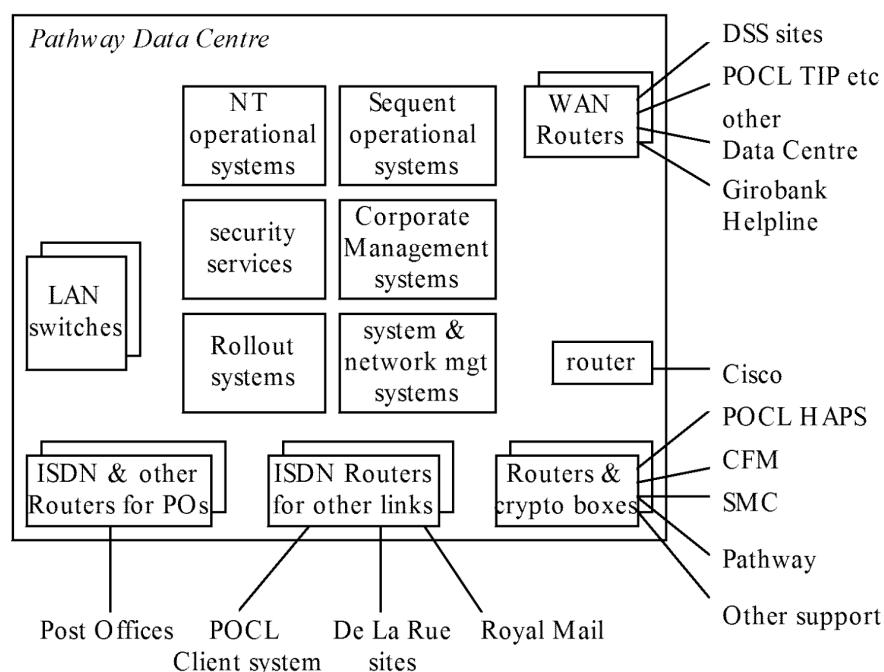 Pathway Data Centre
NT
operational
systems
Sequent
operational
systems
WAN
Routers
DSS sites
POCL TIP etc
other
Data Centre
Girobank
Helpline
security
services
Corporate
Management
systems
LAN
switches
Rollout
systems
system &
network mgt
systems
router
Cisco
POCL HAPS
CFM
SMC
Pathway
Other support
ISDN & other
Routers for POs
ISDN Routers
for other links
Routers &
crypto boxes
Post Offices
POCL
Client system
De La Rue
sites
Royal Mail